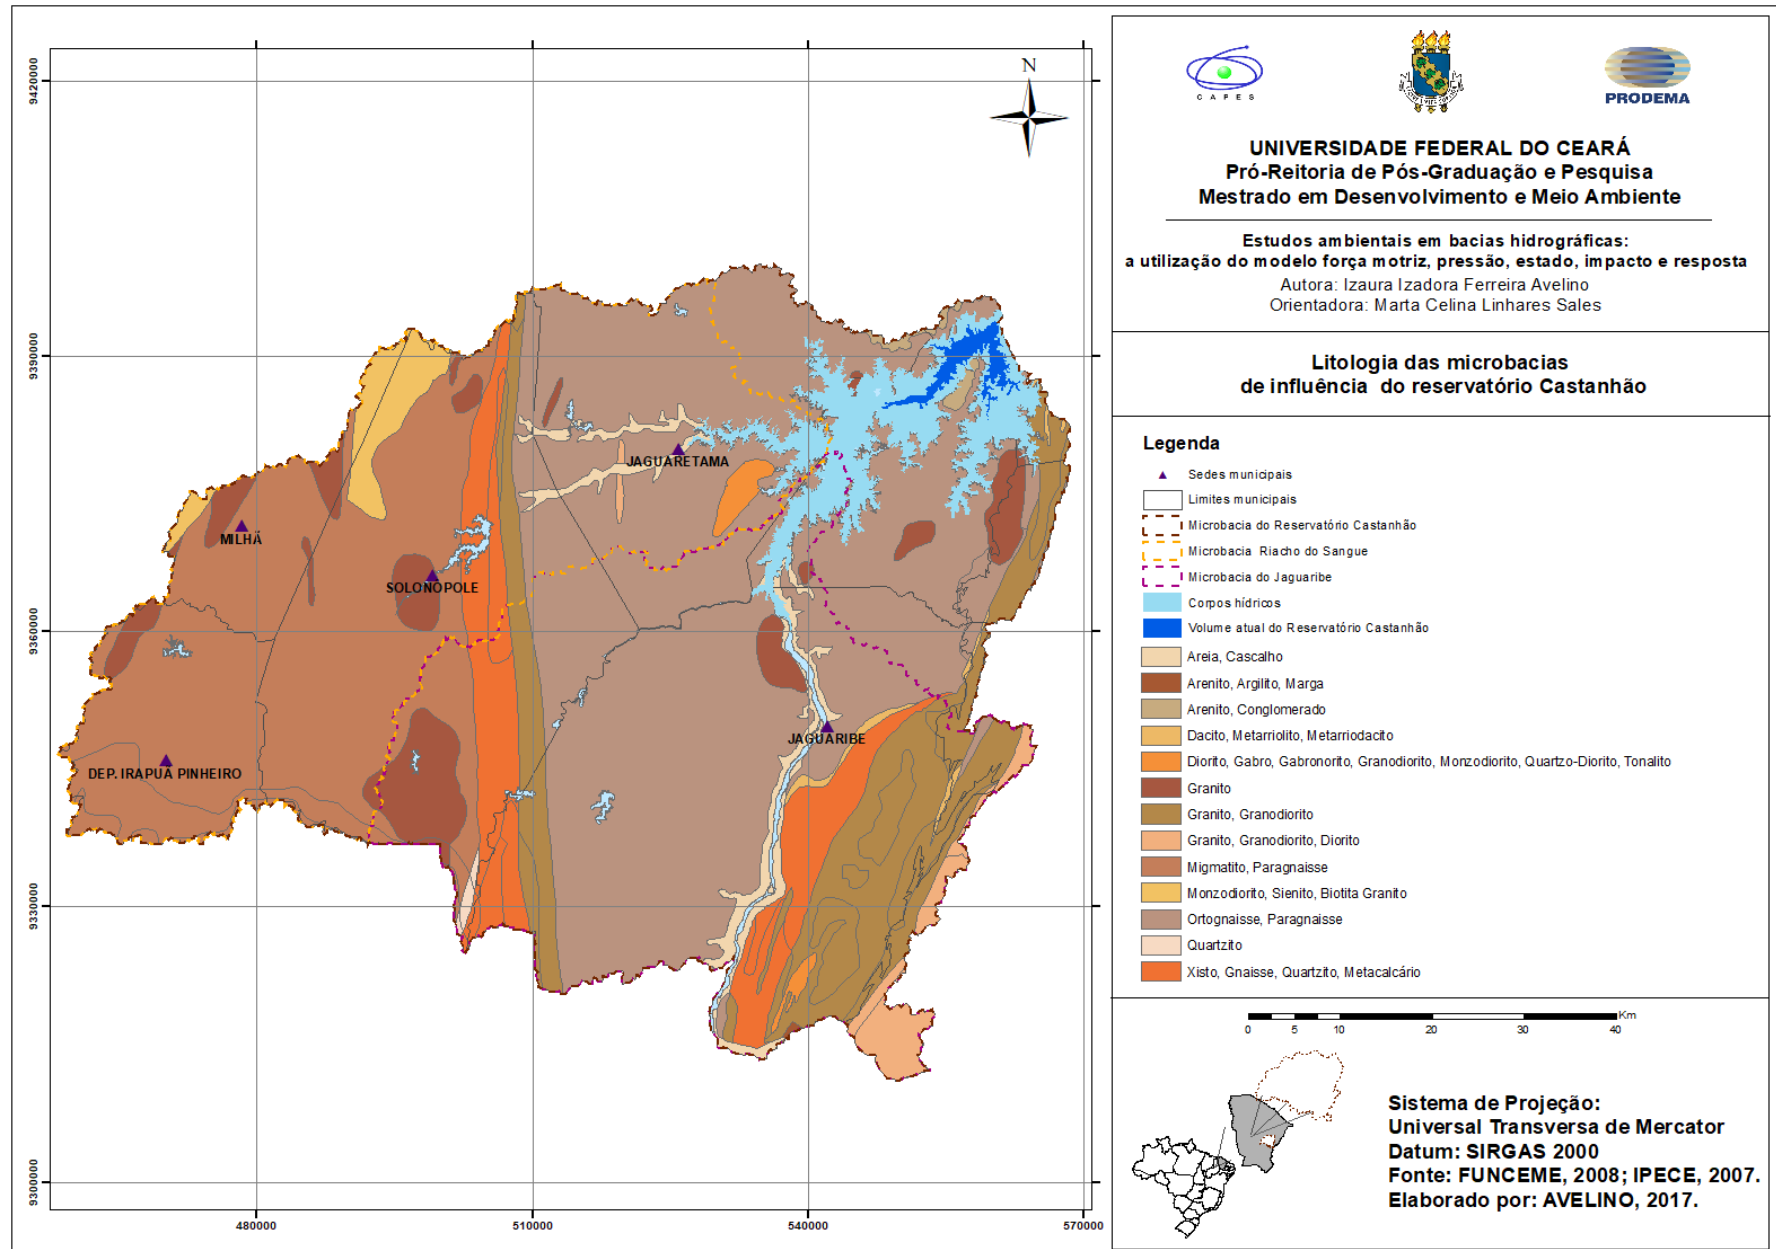 9420000
9390000
9360000
9330000
9300000
480000
510000
540000
570000
N
JAGUARETAMA
MILHÃ
SOLONÓPOLE
DEP. IRAPUÃ PINHEIRO
JAGUARIBE
CAPES
PRODEMA
UNIVERSIDADE FEDERAL DO CEARÁ
Pró-Reitoria de Pós-Graduação e Pesquisa
Mestrado em Desenvolvimento e Meio Ambiente
Estudos ambientais em bacias hidrográficas:
a utilização do modelo força motriz, pressão, estado, impacto e resposta
Autora: Izaura Izadora Ferreira Avelino
Orientadora: Marta Celina Linhares Sales
Litologia das microbacias
de influência do reservatório Castanhão
Legenda
Sedes municipais
Limites municipais
Microbacia do Reservatório Castanhão
Microbacia Riacho do Sangue
Microbacia do Jaguaribe
Corpos hídricos
Volume atual do Reservatório Castanhão
Areia, Cascalho
Arenito, Argilito, Marga
Arenito, Conglomerado
Dacito, Metarriolito, Metarriodacito
Diorito, Gabro, Gabronorito, Granodiorito, Monzodiorito, Quartzo-Diorito, Tonalito
Granito
Granito, Granodiorito
Granito, Granodiorito, Diorito
Migmatito, Paragnaisse
Monzodiorito, Sienito, Biotita Granito
Ortognaisse, Paragnaisse
Quartzito
Xisto, Gnaisse, Quartzito, Metacalcário
0 5 10 20 30 40 Km
Sistema de Projeção:
Universal Transversa de Mercator
Datum: SIRGAS 2000
Fonte: FUNCEME, 2008; IPECE, 2007.
Elaborado por: AVELINO, 2017.